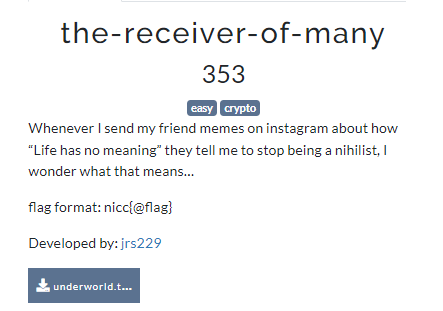 the-receiver-of-many
353
easy crypto
Whenever I send my friend memes on instagram about how
“Life has no meaning” they tell me to stop being a nihilist, I
wonder what that means...
flag format: nicc{@flag}
Developed by: jrs229
underworld.t...